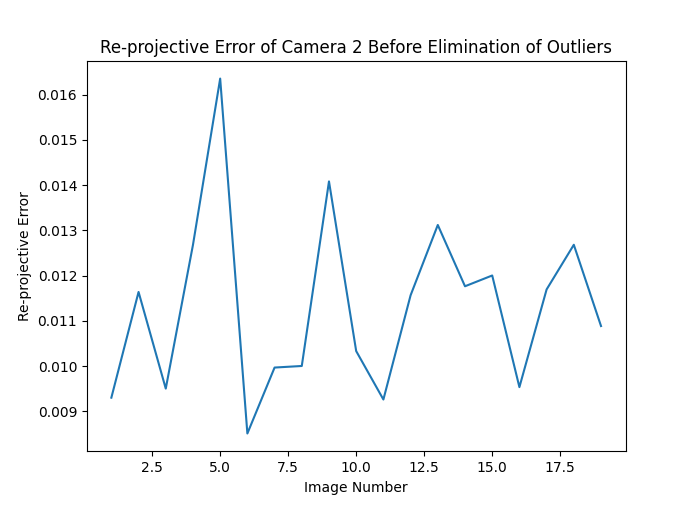 Re-projective Error of Camera 2 Before Elimination of Outliers
0.016
0.015
0.014
0.013
0.012
0.011
0.010
0.009
Re-projective Error
2.5 5.0 7.5 10.0 12.5 15.0 17.5
Image Number